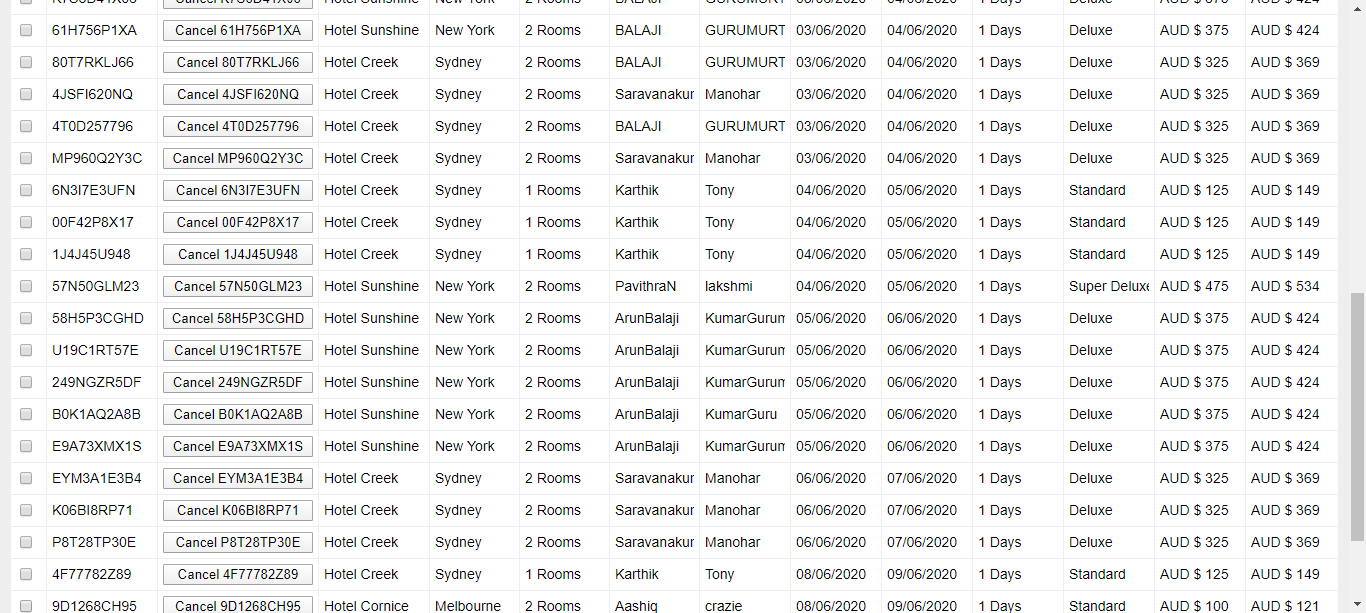 K7G5D41X08 Cancel K7G5D41X08 Hotel Sunshine New York 2 Rooms BALAJI GURUMURT 03/06/2020 04/06/2020 1 Days Deluxe AUD $ 375 AUD $ 424
61H756P1XA Cancel 61H756P1XA Hotel Sunshine New York 2 Rooms BALAJI GURUMURT 03/06/2020 04/06/2020 1 Days Deluxe AUD $ 375 AUD $ 424
80T7RKLJ66 Cancel 80T7RKLJ66 Hotel Creek Sydney 2 Rooms BALAJI GURUMURT 03/06/2020 04/06/2020 1 Days Deluxe AUD $ 325 AUD $ 369
4JSFI620NQ Cancel 4JSFI620NQ Hotel Creek Sydney 2 Rooms Saravanakur Manohar 03/06/2020 04/06/2020 1 Days Deluxe AUD $ 325 AUD $ 369
4T0D257796 Cancel 4T0D257796 Hotel Creek Sydney 2 Rooms BALAJI GURUMURT 03/06/2020 04/06/2020 1 Days Deluxe AUD $ 325 AUD $ 369
MP960Q2Y3C Cancel MP960Q2Y3C Hotel Creek Sydney 2 Rooms Saravanakur Manohar 03/06/2020 04/06/2020 1 Days Deluxe AUD $ 325 AUD $ 369
6N3I7E3UFN Cancel 6N3I7E3UFN Hotel Creek Sydney 1 Rooms Karthik Tony 04/06/2020 05/06/2020 1 Days Standard AUD $ 125 AUD $ 149
00F42P8X17 Cancel 00F42P8X17 Hotel Creek Sydney 1 Rooms Karthik Tony 04/06/2020 05/06/2020 1 Days Standard AUD $ 125 AUD $ 149
1J4J45U948 Cancel 1J4J45U948 Hotel Creek Sydney 1 Rooms Karthik Tony 04/06/2020 05/06/2020 1 Days Standard AUD $ 125 AUD $ 149
57N50GLM23 Cancel 57N50GLM23 Hotel Sunshine New York 2 Rooms PavithraN lakshmi 04/06/2020 05/06/2020 1 Days Super Deluxe AUD $ 475 AUD $ 534
58H5P3CGHD Cancel 58H5P3CGHD Hotel Sunshine New York 2 Rooms ArunBalaji KumarGurum 05/06/2020 06/06/2020 1 Days Deluxe AUD $ 375 AUD $ 424
U19C1RT57E Cancel U19C1RT57E Hotel Sunshine New York 2 Rooms ArunBalaji KumarGurum 05/06/2020 06/06/2020 1 Days Deluxe AUD $ 375 AUD $ 424
249NGZR5DF Cancel 249NGZR5DF Hotel Sunshine New York 2 Rooms ArunBalaji KumarGurum 05/06/2020 06/06/2020 1 Days Deluxe AUD $ 375 AUD $ 424
B0K1AQ2A8B Cancel B0K1AQ2A8B Hotel Sunshine New York 2 Rooms ArunBalaji KumarGuru 05/06/2020 06/06/2020 1 Days Deluxe AUD $ 375 AUD $ 424
E9A73XMX1S Cancel E9A73XMX1S Hotel Sunshine New York 2 Rooms ArunBalaji KumarGurum 05/06/2020 06/06/2020 1 Days Deluxe AUD $ 375 AUD $ 424
EYM3A1E3B4 Cancel EYM3A1E3B4 Hotel Creek Sydney 2 Rooms Saravanakur Manohar 06/06/2020 07/06/2020 1 Days Deluxe AUD $ 325 AUD $ 369
K06BI8RP71 Cancel K06BI8RP71 Hotel Creek Sydney 2 Rooms Saravanakur Manohar 06/06/2020 07/06/2020 1 Days Deluxe AUD $ 325 AUD $ 369
P8T28TP30E Cancel P8T28TP30E Hotel Creek Sydney 2 Rooms Saravanakur Manohar 06/06/2020 07/06/2020 1 Days Deluxe AUD $ 325 AUD $ 369
4F77782Z89 Cancel 4F77782Z89 Hotel Creek Sydney 1 Rooms Karthik Tony 08/06/2020 09/06/2020 1 Days Standard AUD $ 125 AUD $ 149
9D1268CH95 Cancel 9D1268CH95 Hotel Cornice Melbourne 2 Rooms Aashiq crazie 08/06/2020 09/06/2020 1 Days Standard AUD $ 100 AUD $ 121